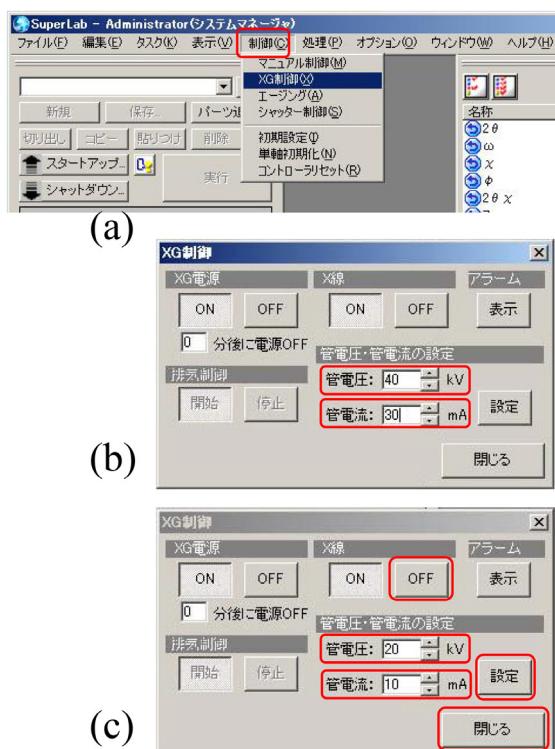 SuperLab - Administrator(システムマネージャ)
ファイル(F) 編集(E) タスク(K) 表示(V) 制御(C) 処理(P) オプション(O) ウィンドウ(W) ヘルプ(H)
マニュアル制御(M)
XG制御(X)
エージング(A)
シャッター制御(S)
初期設定(I)
単軸初期化(N)
コントローラリセット(R)
新規 保存... パーツ追
切り出し コピー 貼りつけ 削除
スタートアップ...
シャットダウン...
実行
名称
2θ
ω
χ
φ
2θχ
(a)
XG制御
XG電源 X線 アラーム
ON OFF ON OFF 表示
0 分後に電源OFF
管電圧・管電流の設定
排気制御
管電圧: 40 kV
開始 停止
管電流: 30 mA
設定
閉じる
(b)
XG制御
XG電源 X線 アラーム
ON OFF ON OFF 表示
0 分後に電源OFF
管電圧・管電流の設定
排気制御
管電圧: 20 kV
開始 停止
管電流: 10 mA
設定
閉じる
(c)